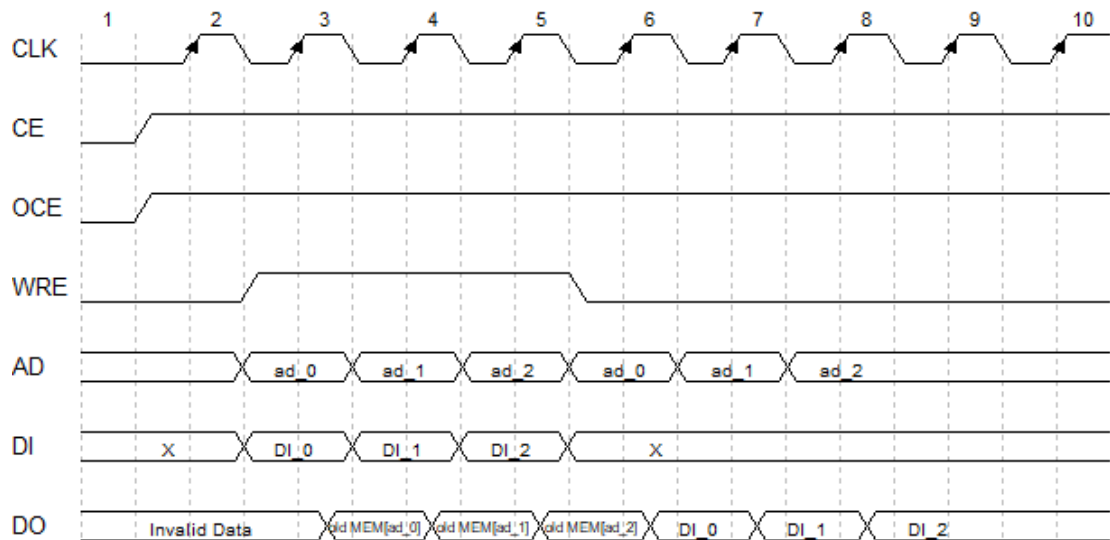 1 2 3 4 5 6 7 8 9 10
CLK
CE
OCE
WRE
AD ad_0 ad_1 ad_2 ad_0 ad_1 ad_2
DI X DI_0 DI_1 DI_2 X
DO Invalid Data old MEM[ad_0] old MEM[ad_1] old MEM[ad_2] DI_0 DI_1 DI_2